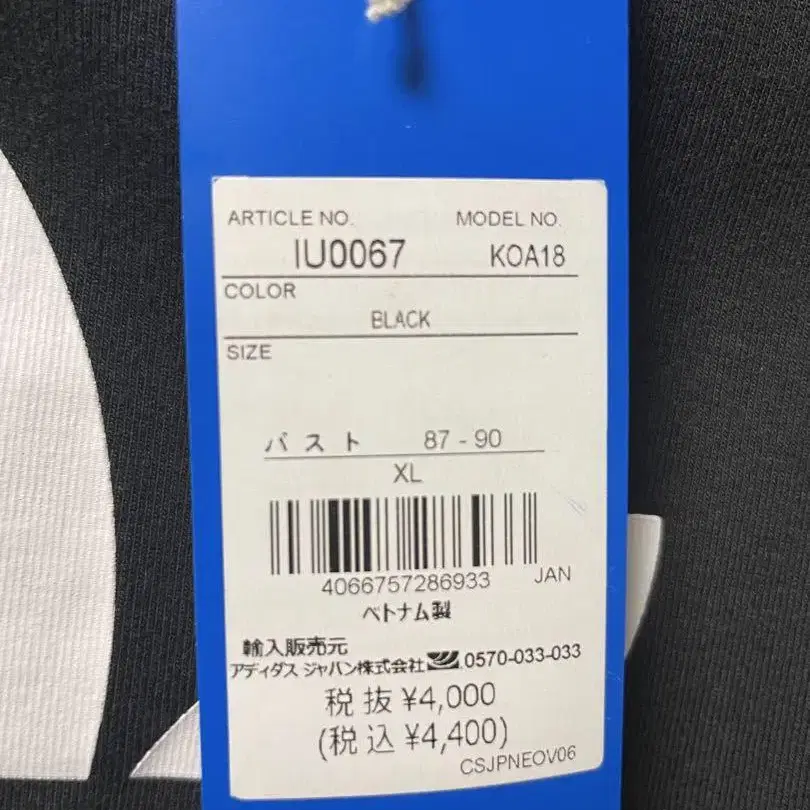 ARTICLE NO. MODEL NO.
IU0067 KOA18
COLOR
BLACK
SIZE
バスト 87 - 90
XL
4066757286933 JAN
ベトナム製
輸入販売元
アディダス ジャパン株式会社 0570-033-033
税抜 ¥4,000
(税込 ¥4,400)
CSJPNEOV06